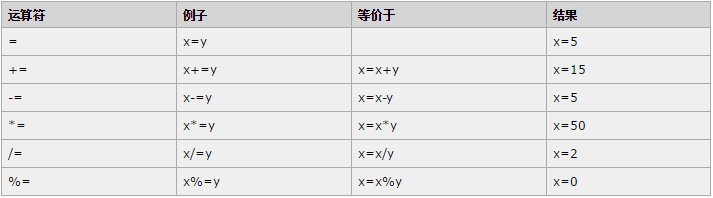 运算符 例子 等价于 结果
= x=y x=5
+= x+=y x=x+y x=15
-= x-=y x=x-y x=5
*= x*=y x=x*y x=50
/= x/=y x=x/y x=2
%= x%=y x=x%y x=0